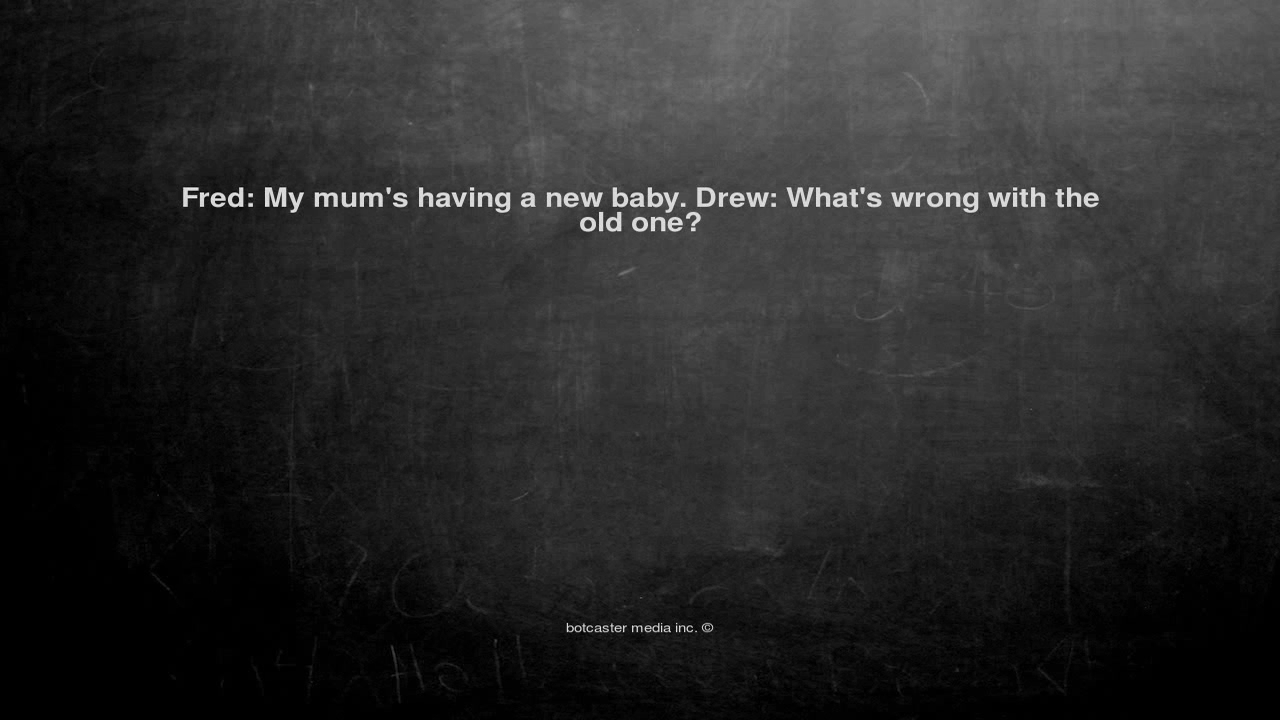 Fred: My mum's having a new baby. Drew: What's wrong with the
old one?
botcaster media inc. ©